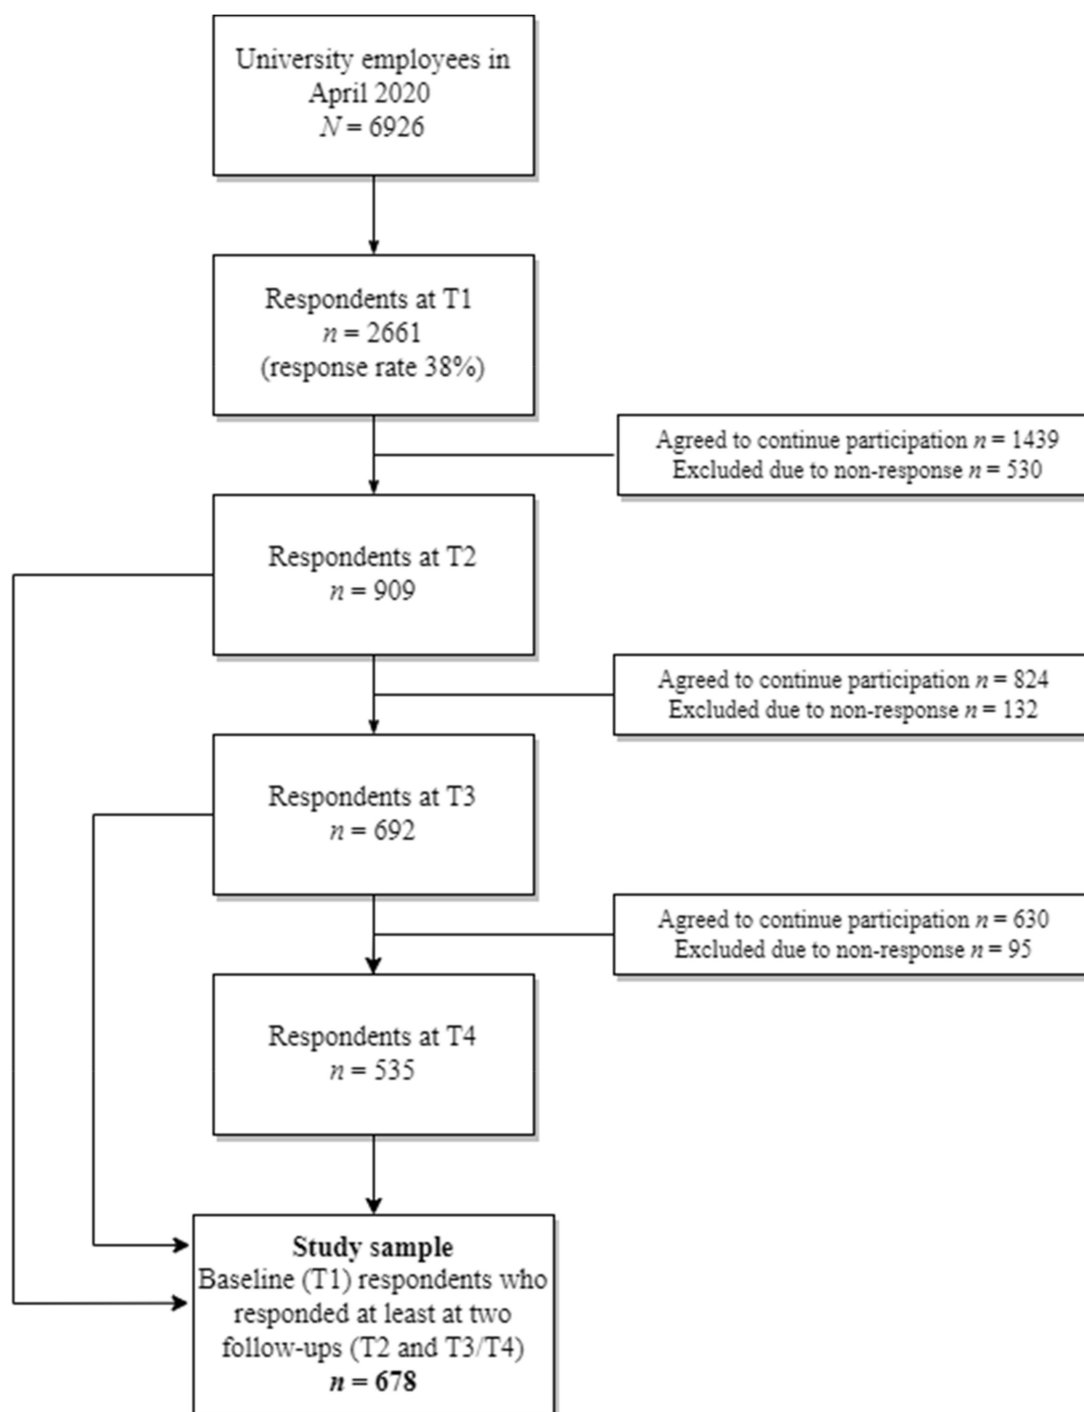 University employees in
April 2020
N = 6926
Respondents at T1
n = 2661
(response rate 38%)
Agreed to continue participation n = 1439
Excluded due to non-response n = 530
Respondents at T2
n = 909
Agreed to continue participation n = 824
Excluded due to non-response n = 132
Respondents at T3
n = 692
Agreed to continue participation n = 630
Excluded due to non-response n = 95
Respondents at T4
n = 535
Study sample
Baseline (T1) respondents who
responded at least at two
follow-ups (T2 and T3/T4)
n = 678